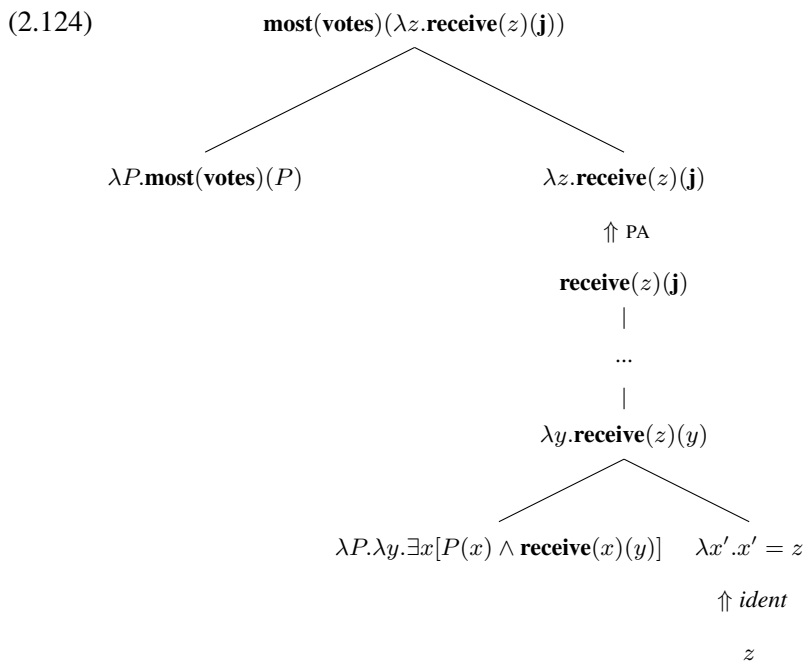 (2.124) most(votes)(λz.receive(z)(j))
λP.most(votes)(P) λz.receive(z)(j)
⇑ PA
receive(z)(j)
|
...
|
λy.receive(z)(y)
λP.λy.∃x[P(x) ∧ receive(x)(y)] λx′.x′ = z
⇑ ident
z